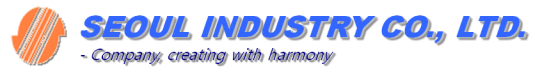 SEOUL INDUSTRY CO., LTD.
- Company, creating with harmony